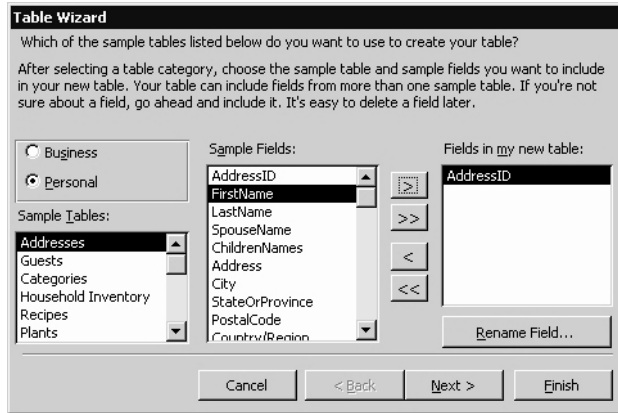 Table Wizard
Which of the sample tables listed below do you want to use to create your table?
After selecting a table category, choose the sample table and sample fields you want to include
in your new table. Your table can include fields from more than one sample table. If you're not
sure about a field, go ahead and include it. It's easy to delete a field later.
Business
Personal
Sample Tables:
Addresses
Guests
Categories
Household Inventory
Recipes
Plants
Sample Fields:
AddressID
FirstName
LastName
SpouseName
ChildrenNames
Address
City
StateOrProvince
PostalCode
Country/Region
>
>>
<
<<
Fields in my new table:
AddressID
Rename Field...
Cancel
< Back
Next >
Finish